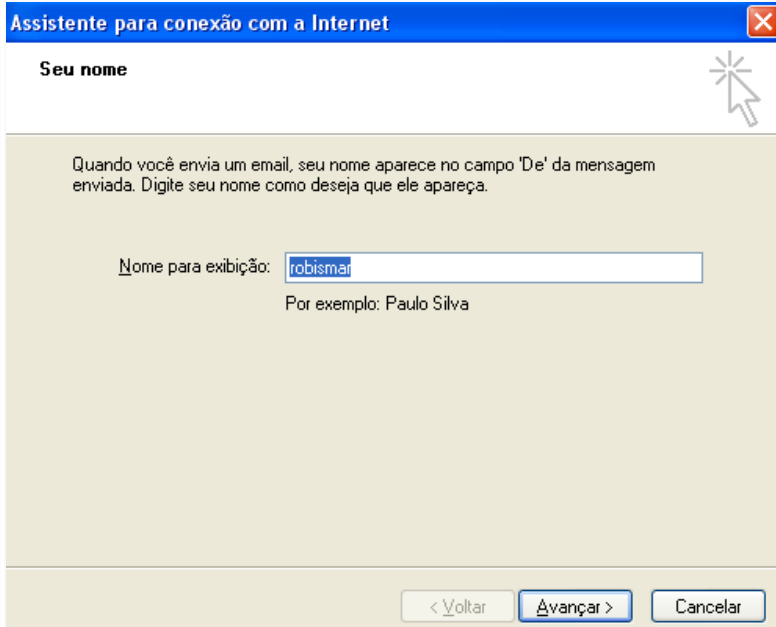 Assistente para conexão com a Internet
Seu nome
Quando você envia um email, seu nome aparece no campo 'De' da mensagem
enviada. Digite seu nome como deseja que ele apareça.
Nome para exibição: robismar
Por exemplo: Paulo Silva
< Voltar Avançar > Cancelar